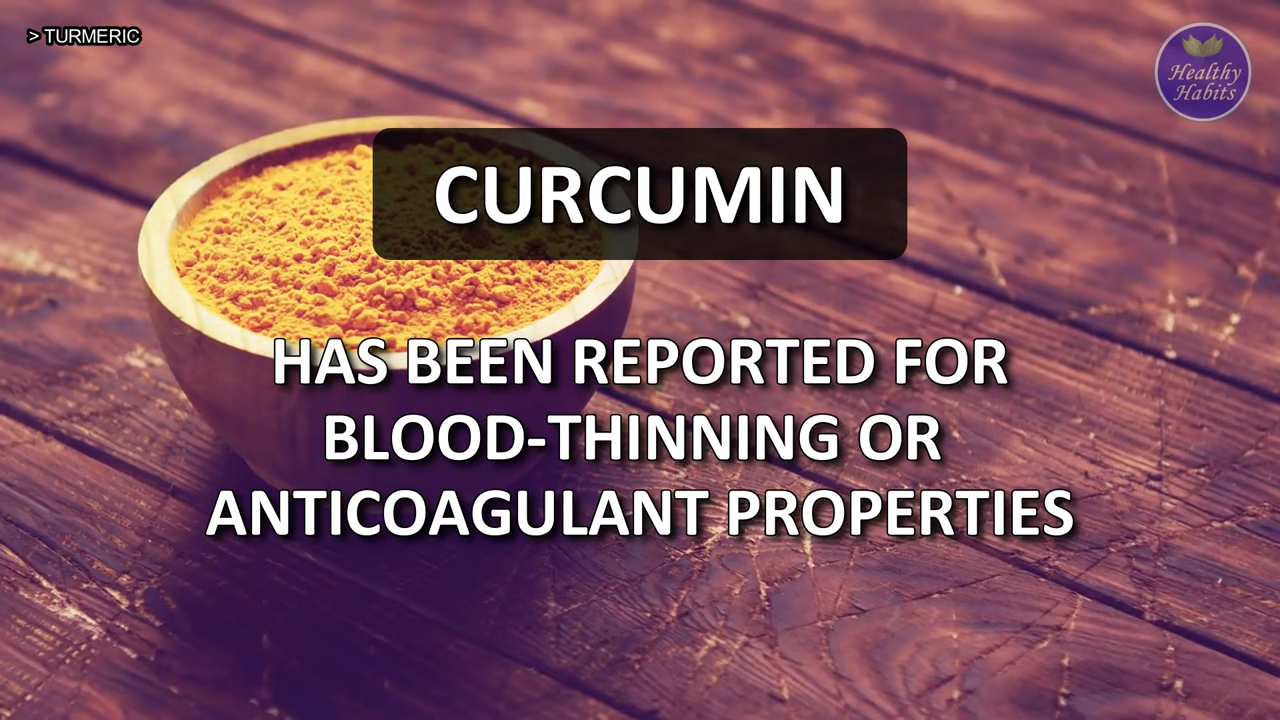 > TURMERIC
Healthy
Habits
CURCUMIN
HAS BEEN REPORTED FOR
BLOOD-THINNING OR
ANTICOAGULANT PROPERTIES